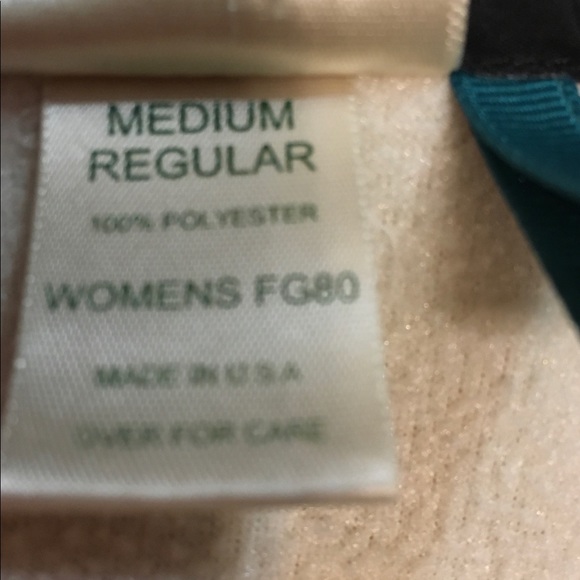 MEDIUM
REGULAR
100% POLYESTER
WOMENS FG80
MADE IN U.S.A
OVER FOR CARE